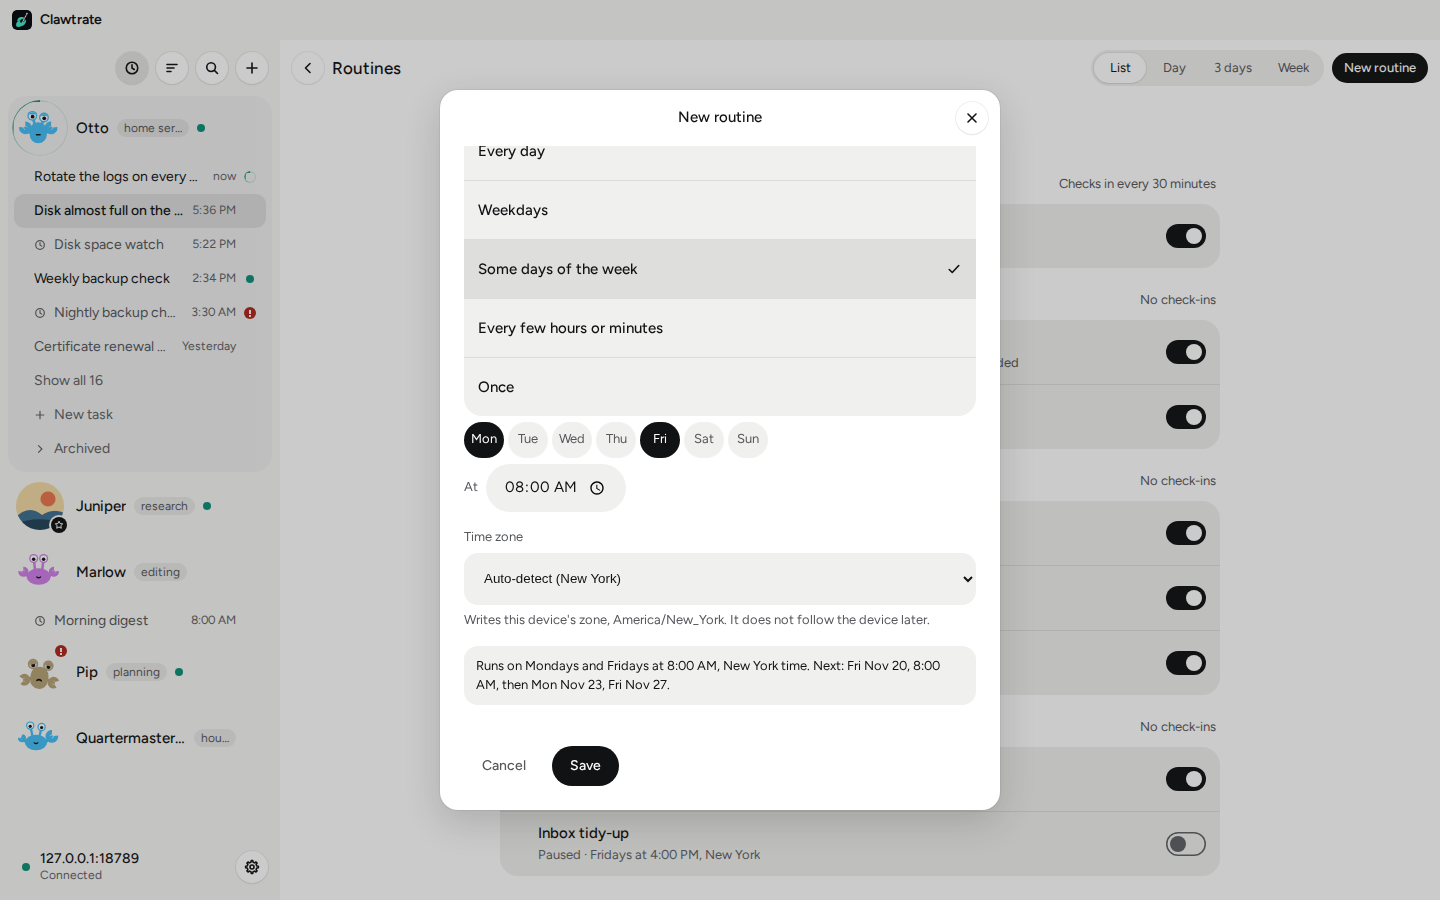 Clawtrate
Routines
List
Day
3 days
Week
New routine
Otto
home ser...
Rotate the logs on every ...
now
Disk almost full on the ...
5:36 PM
Disk space watch
5:22 PM
Weekly backup check
2:34 PM
Nightly backup ch...
3:30 AM
Certificate renewal ...
Yesterday
Show all 16
New task
Archived
Juniper
research
Marlow
editing
Morning digest
8:00 AM
Pip
planning
Quartermaster...
hou...
127.0.0.1:18789
Connected
New routine
Every day
Weekdays
Some days of the week
Every few hours or minutes
Once
Mon
Tue
Wed
Thu
Fri
Sat
Sun
At
08:00 AM
Time zone
Auto-detect (New York)
Writes this device's zone, America/New_York. It does not follow the device later.
Runs on Mondays and Fridays at 8:00 AM, New York time. Next: Fri Nov 20, 8:00
AM, then Mon Nov 23, Fri Nov 27.
Cancel
Save
Checks in every 30 minutes
No check-ins
No check-ins
No check-ins
Inbox tidy-up
Paused · Fridays at 4:00 PM, New York